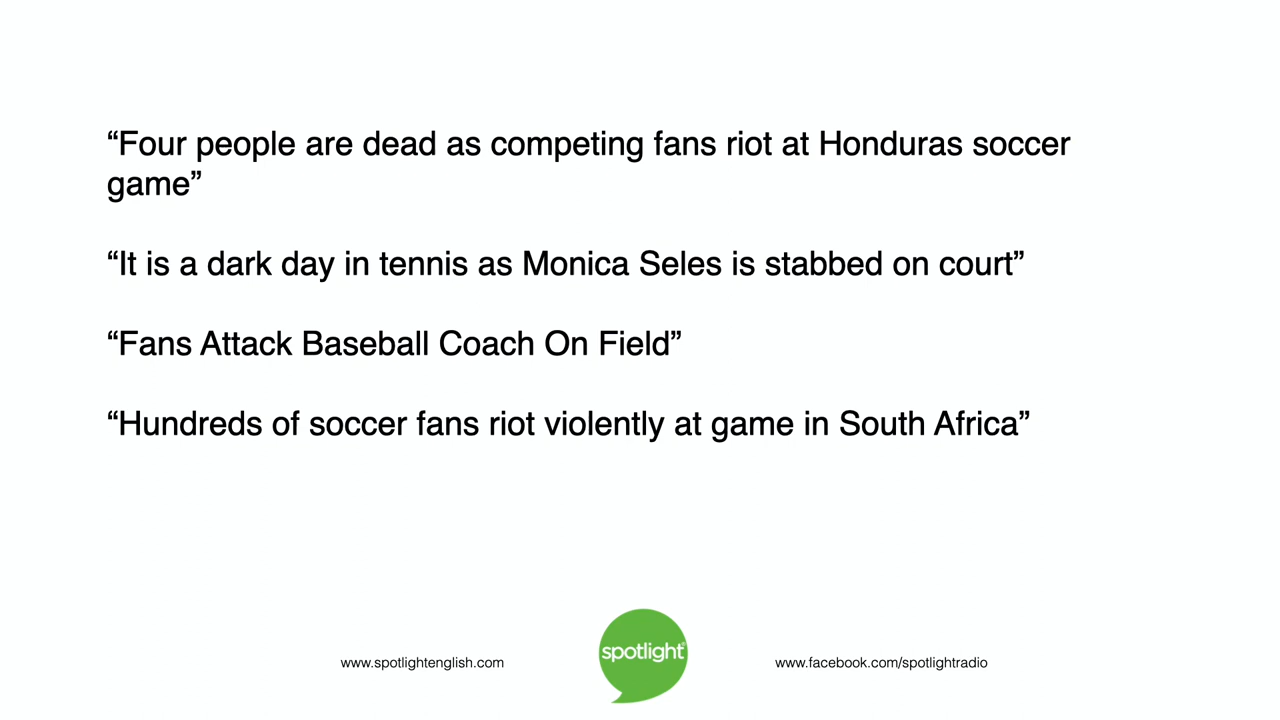 “Four people are dead as competing fans riot at Honduras soccer
game”
“It is a dark day in tennis as Monica Seles is stabbed on court”
“Fans Attack Baseball Coach On Field”
“Hundreds of soccer fans riot violently at game in South Africa”
www.spotlightenglish.com
spotlight®
www.facebook.com/spotlightradio